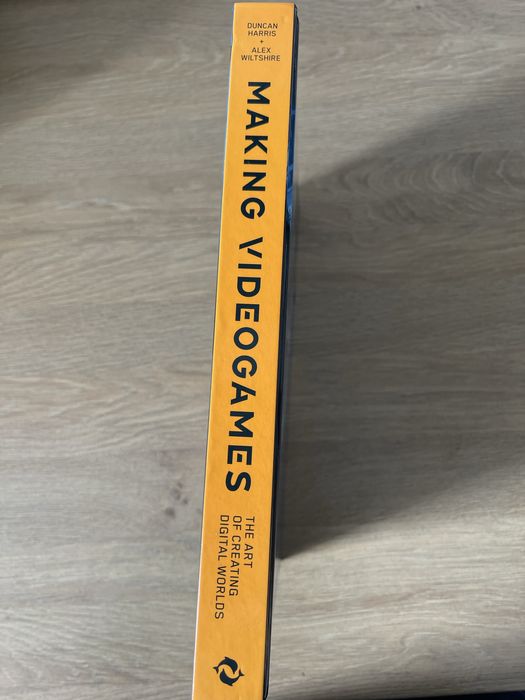 DUNCAN
HARRIS
+
ALEX
WILTSHIRE
MAKING VIDEOGAMES
THE ART
OF CREATING
DIGITAL WORLDS